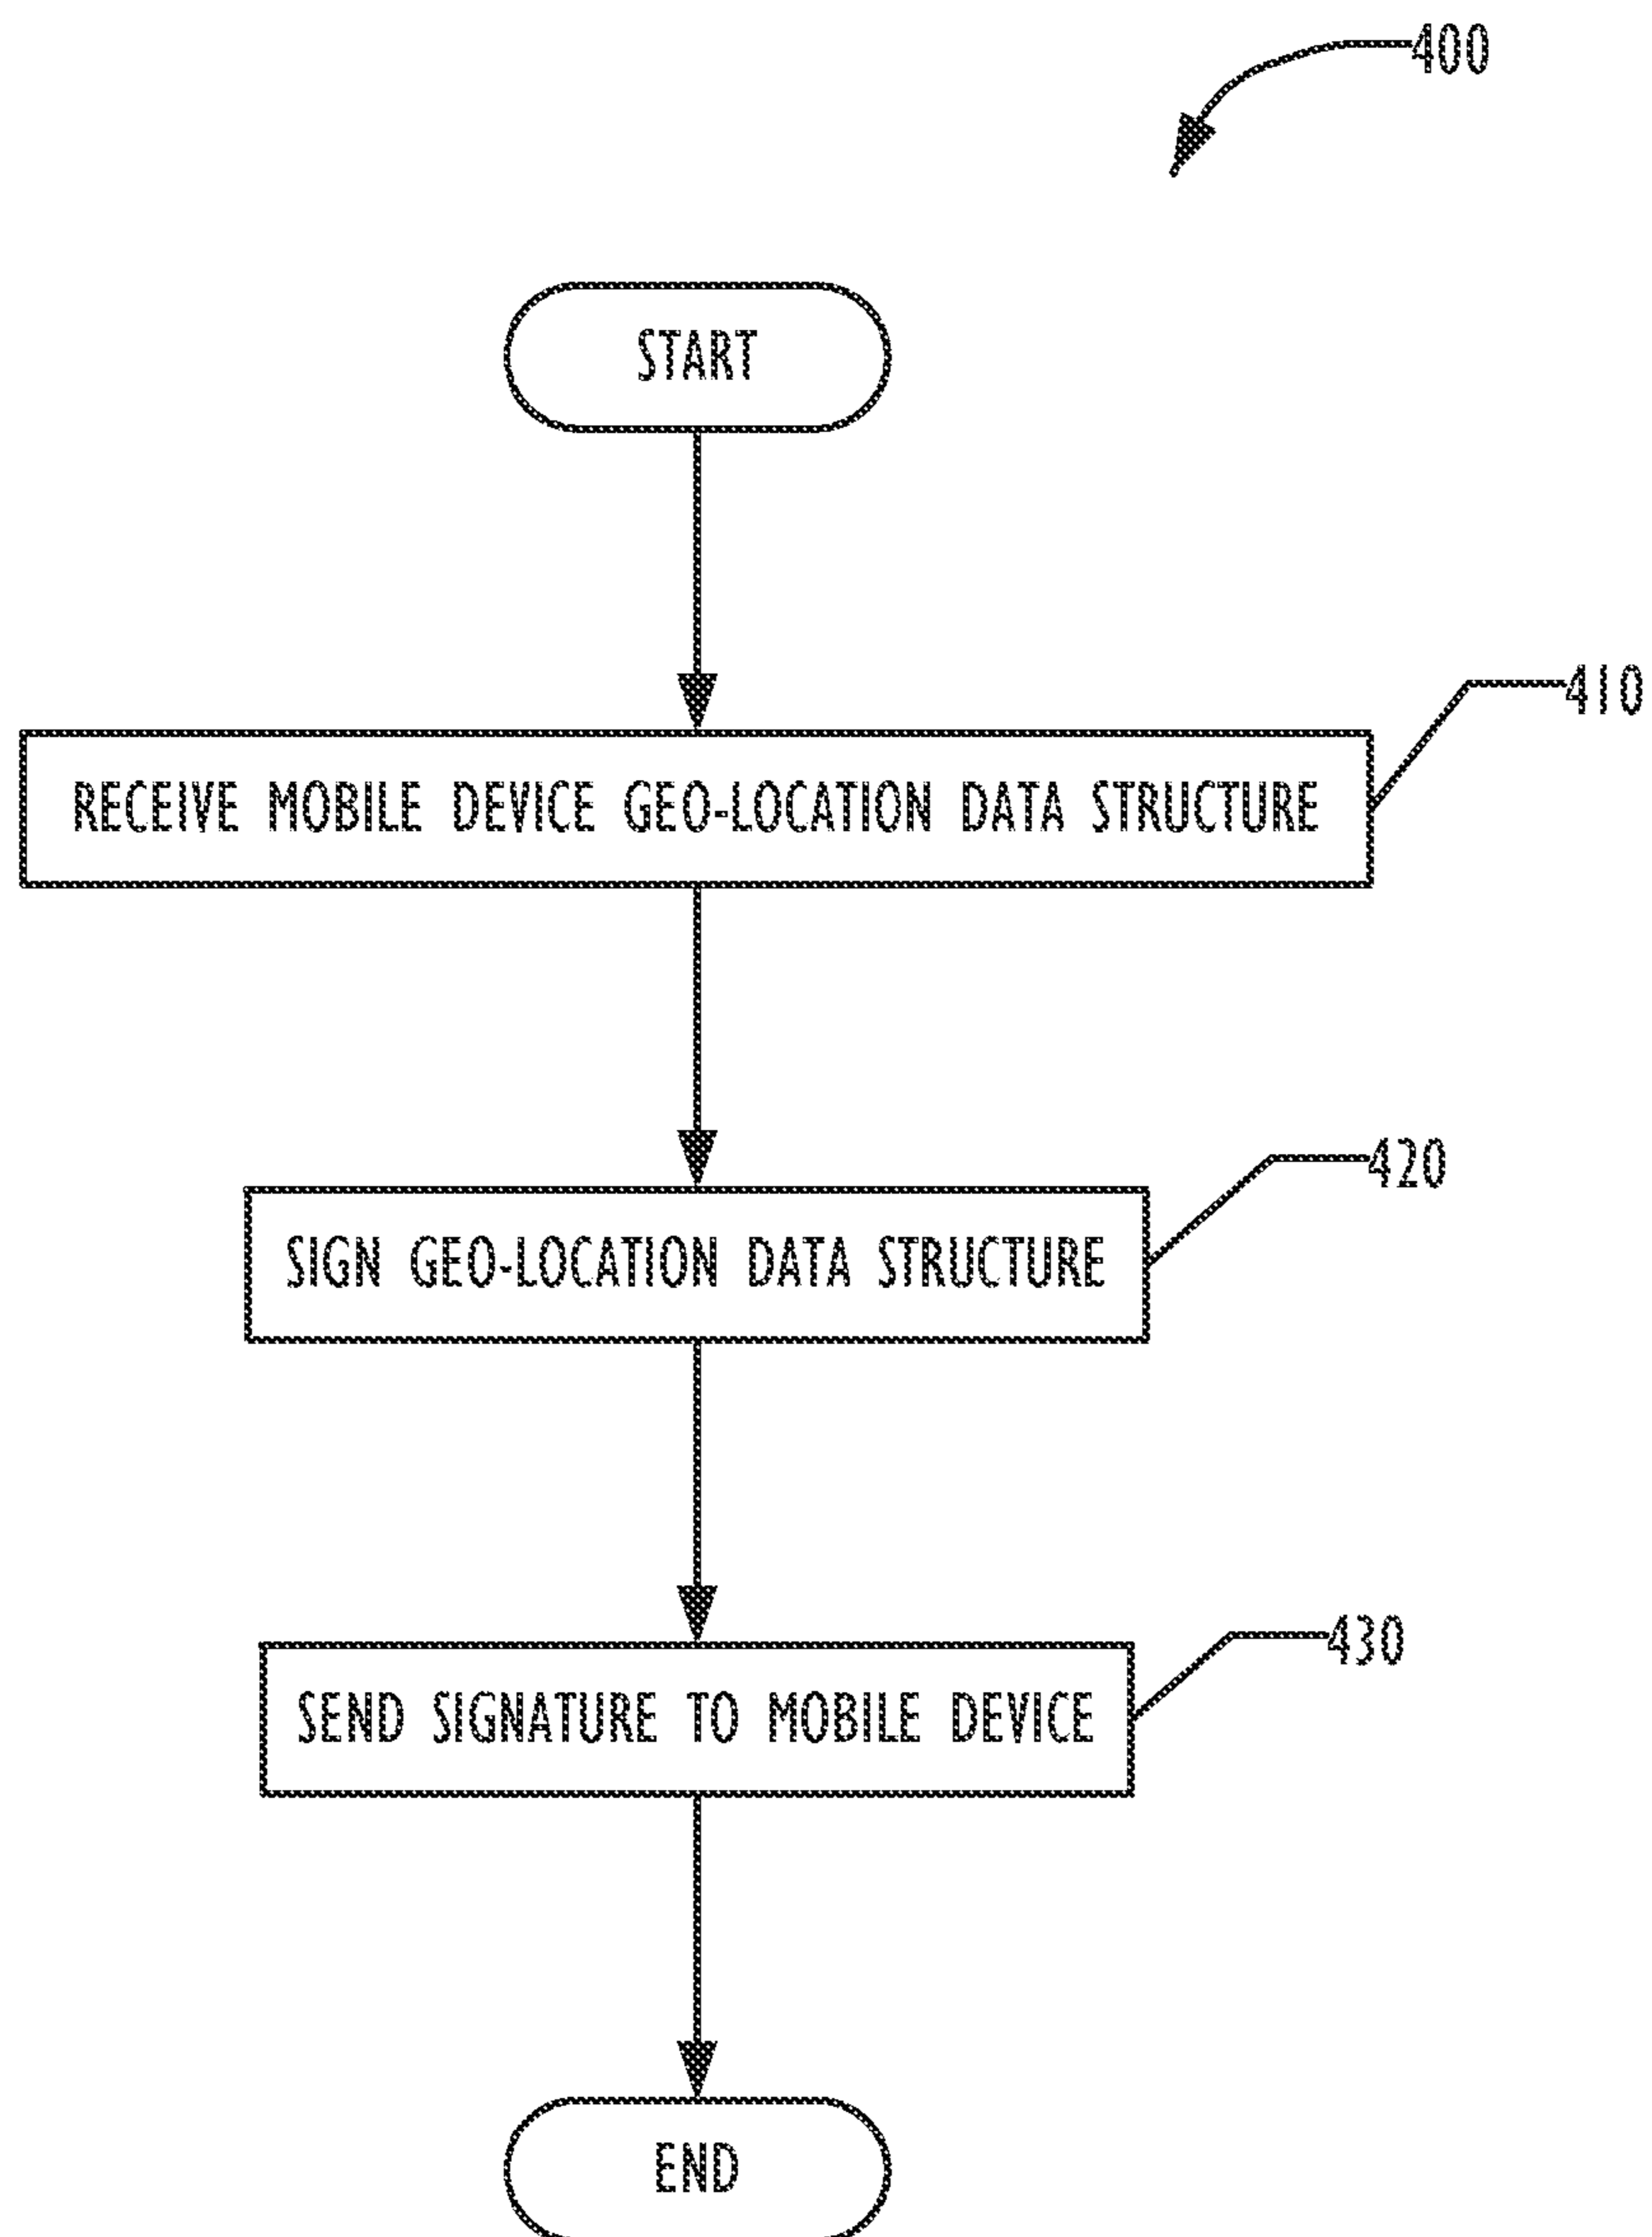 400
START
410
RECEIVE MOBILE DEVICE GEO-LOCATION DATA STRUCTURE
420
SIGN GEO-LOCATION DATA STRUCTURE
430
SEND SIGNATURE TO MOBILE DEVICE
END